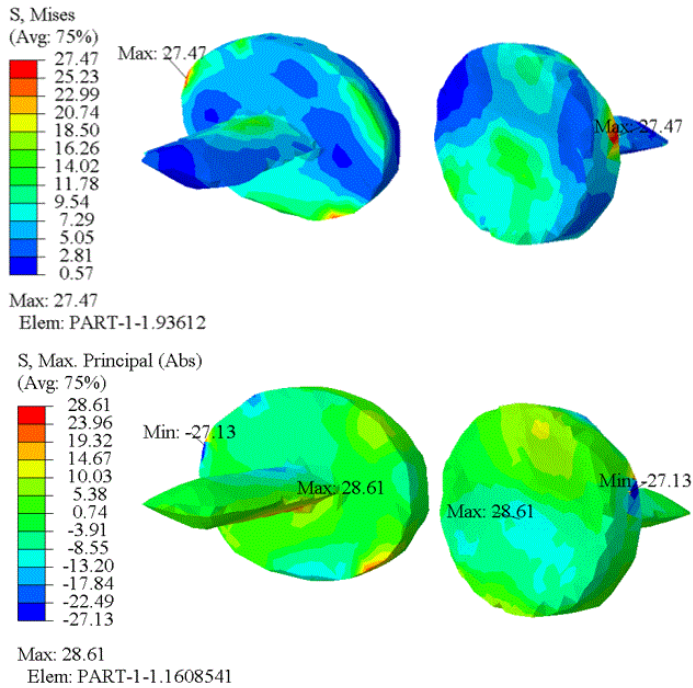 S, Mises
(Avg: 75%)
27.47
25.23
22.99
20.74
18.50
16.26
14.02
11.78
9.54
7.29
5.05
2.81
0.57
Max: 27.47
Elem: PART-1-1.93612
Max: 27.47
Max: 27.47
S, Max. Principal (Abs)
(Avg: 75%)
28.61
23.96
19.32
14.67
10.03
5.38
0.74
-3.91
-8.55
-13.20
-17.84
-22.49
-27.13
Max: 28.61
Elem: PART-1-1.1608541
Min: -27.13
Max: 28.61
Min: -27.13
Max: 28.61